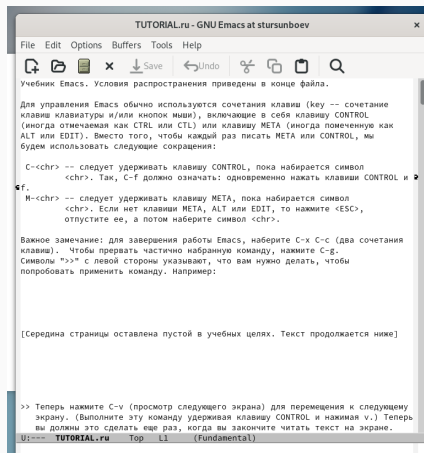 TUTORIAL.ru - GNU Emacs at stursunboev
×
File Edit Options Buffers Tools Help
Save Undo
Учебник Emacs. Условия распространения приведены в конце файла.
Для управления Emacs обычно используются сочетания клавиш (key -- сочетание
клавиш клавиатуры и/или кнопок мыши), включающие в себя клавишу CONTROL
(иногда отмечаемая как CTRL или CTL) или клавишу META (иногда помеченную как
ALT или EDIT). Вместо того, чтобы каждый раз писать META или CONTROL, мы
будем использовать следующие сокращения:
C-<chr> -- следует удерживать клавишу CONTROL, пока набирается символ
<chr>. Так, C-f должно означать: одновременно нажать клавиши CONTROL и
f.
M-<chr> -- следует удерживать клавишу META, пока набирается символ
<chr>. Если нет клавиши META, ALT или EDIT, то нажмите <ESC>,
отпустите ее, а потом наберите символ <chr>.
Важное замечание: для завершения работы Emacs, наберите C-x C-c (два сочетания
клавиш). Чтобы прервать частично набранную команду, нажмите C-g.
Символы ">>" с левой стороны указывают, что вам нужно делать, чтобы
попробовать применить команду. Например:
[Середина страницы оставлена пустой в учебных целях. Текст продолжается ниже]
>> Теперь нажмите C-v (просмотр следующего экрана) для перемещения к следующему
экрану. (Выполните эту команду удерживая клавишу CONTROL и нажимая v.) Теперь
вы должны это сделать еще раз, когда вы закончите читать текст на экране.
U:--- TUTORIAL.ru Top L1 (Fundamental)